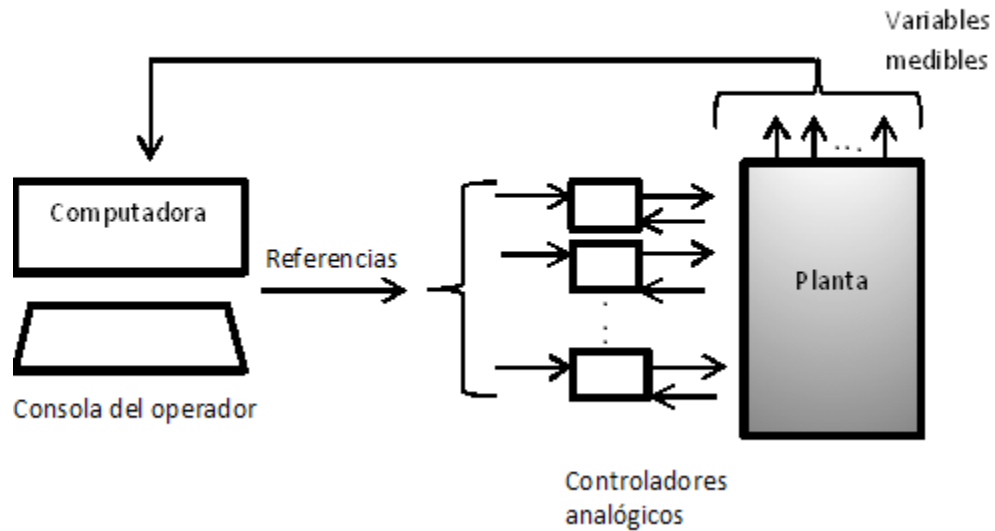 Variables
medibles
Computadora
Referencias
Planta
...
Consola del operador
Controladores
analógicos